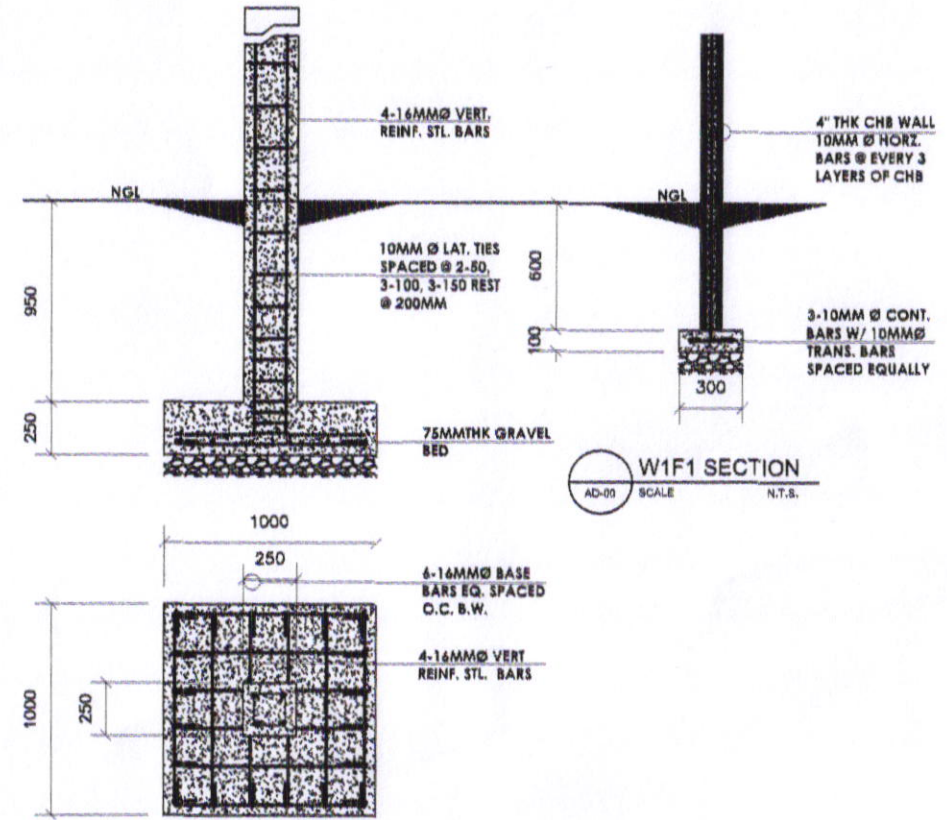 4-16MMØ VERT.
REINF. STL. BARS
NGL
10MM Ø LAT. TIES
SPACED @ 2-50,
3-100, 3-150 REST
@ 200MM
950
250
75MMTHK GRAVEL
BED
4" THK CHB WALL
10MM Ø HORZ.
BARS @ EVERY 3
LAYERS OF CHB
NGL
600
100
3-10MM Ø CONT.
BARS W/ 10MMØ
TRANS. BARS
SPACED EQUALLY
300
W1F1 SECTION
AD-00 SCALE N.T.S.
1000
250
6-16MMØ BASE
BARS EQ. SPACED
O.C. B.W.
4-16MMØ VERT
REINF. STL. BARS
1000
250